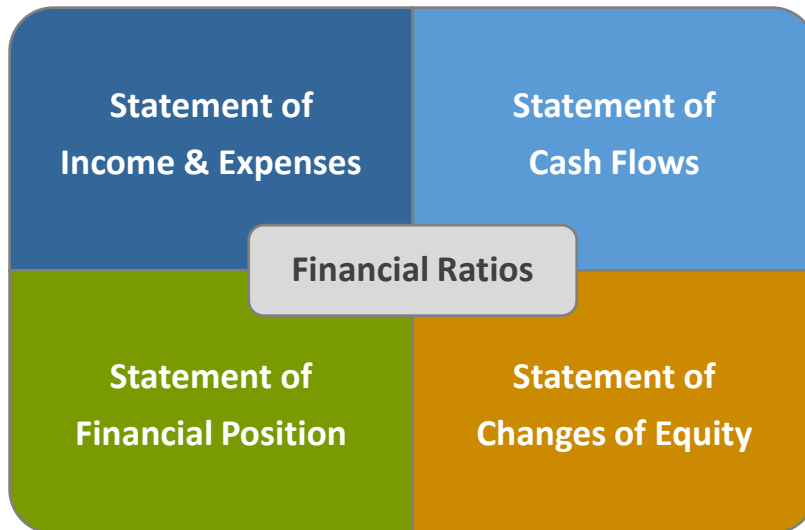 Statement of
Income & Expenses
Statement of
Cash Flows
Financial Ratios
Statement of
Financial Position
Statement of
Changes of Equity